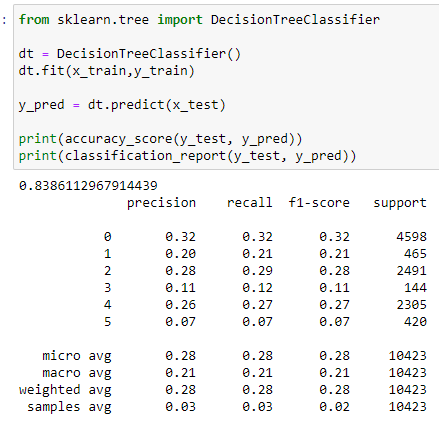 : from sklearn.tree import DecisionTreeClassifier
dt = DecisionTreeClassifier()
dt.fit(x_train,y_train)
y_pred = dt.predict(x_test)
print(accuracy_score(y_test, y_pred))
print(classification_report(y_test, y_pred))
0.8386112967914439
precision recall f1-score support
0 0.32 0.32 0.32 4598
1 0.20 0.21 0.21 465
2 0.28 0.29 0.28 2491
3 0.11 0.12 0.11 144
4 0.26 0.27 0.27 2305
5 0.07 0.07 0.07 420
micro avg 0.28 0.28 0.28 10423
macro avg 0.21 0.21 0.21 10423
weighted avg 0.28 0.28 0.28 10423
samples avg 0.03 0.03 0.02 10423